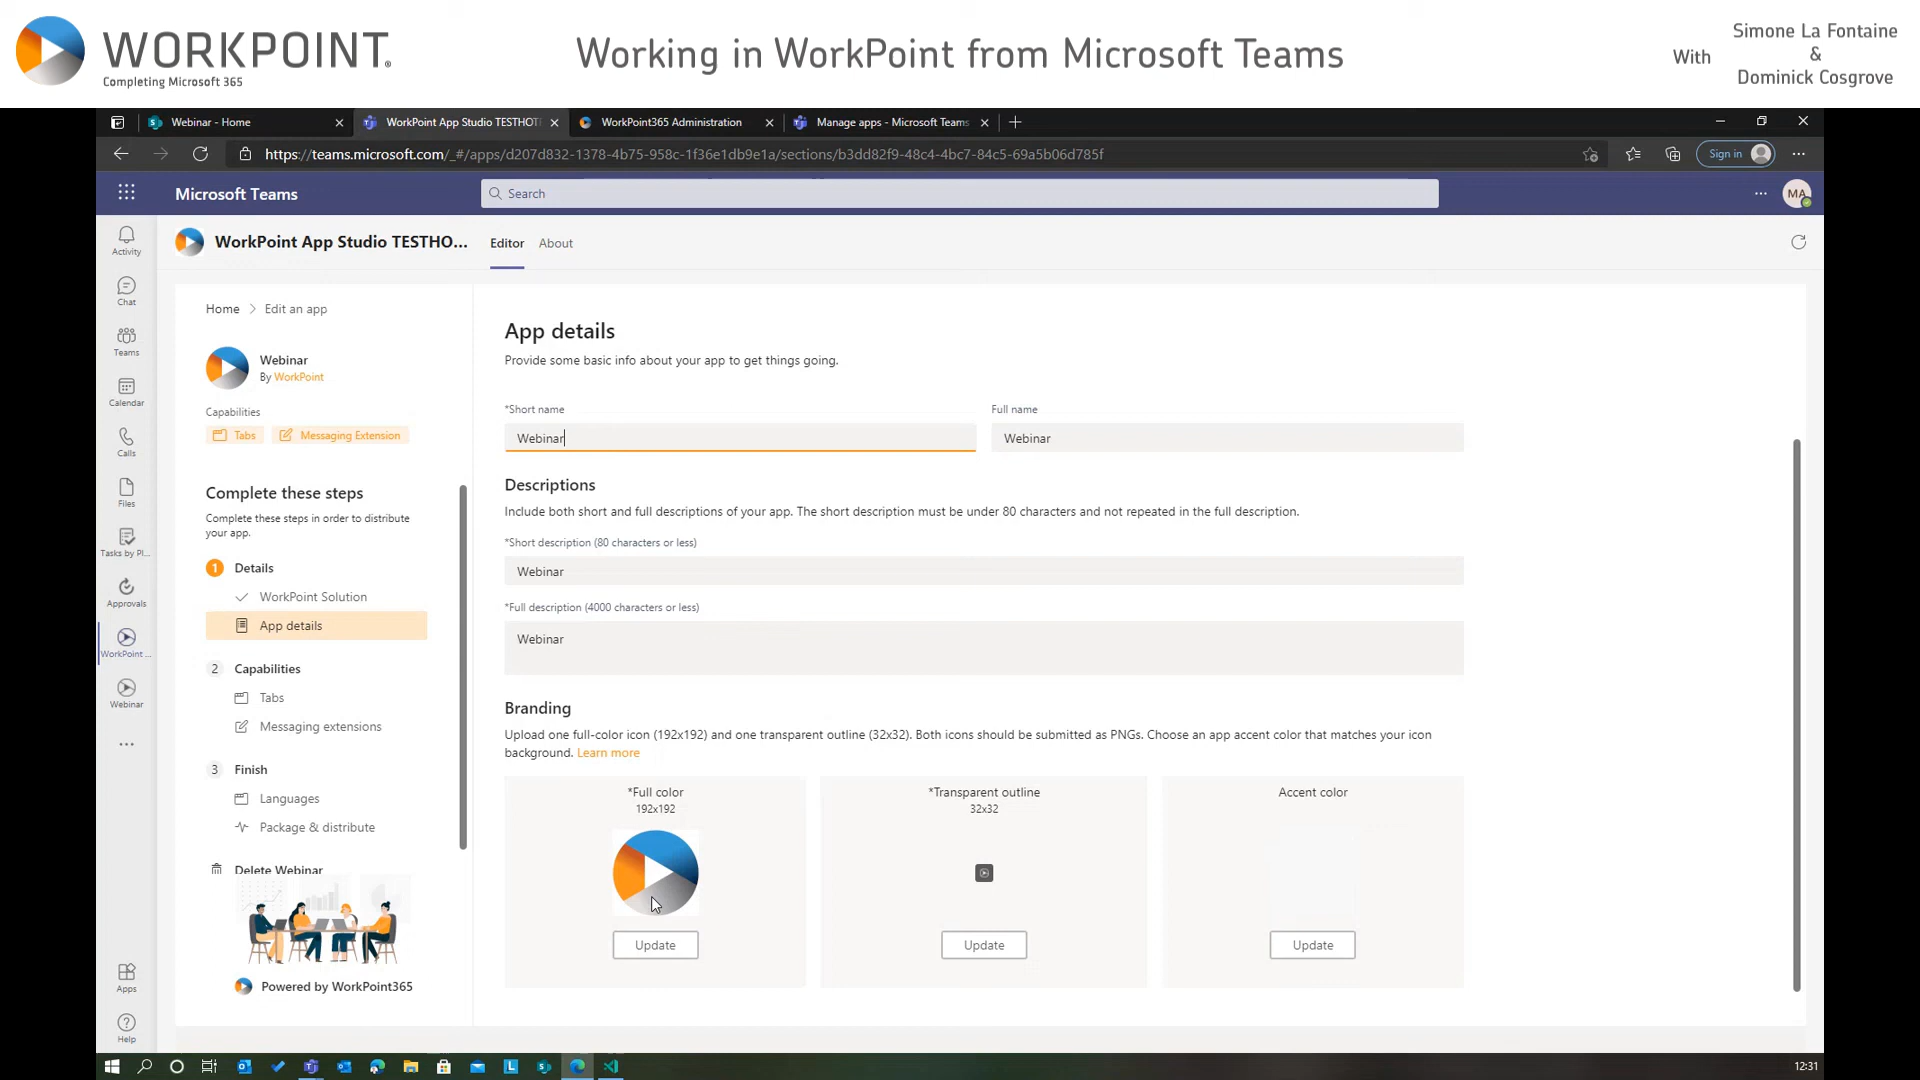 WORKPOINT.
Completing Microsoft 365
Working in WorkPoint from Microsoft Teams
With
Simone La Fontaine
&
Dominick Cosgrove
Webinar - Home
WorkPoint App Studio TESTHOT
WorkPoint365 Administration
Manage apps - Microsoft Teams
https://teams.microsoft.com/_#/apps/d207d832-1378-4b75-958c-1f36e1db9e1a/sections/b3dd82f9-48c4-4bc7-84c5-69a5b06d785f
Sign in
Microsoft Teams
Search
MA
Activity
Chat
Teams
Calendar
Calls
Files
Tasks by Pl...
Approvals
WorkPoint ...
Webinar
Apps
Help
WorkPoint App Studio TESTHO...
Editor
About
Home > Edit an app
Webinar
By WorkPoint
Capabilities
Tabs
Messaging Extension
Complete these steps
Complete these steps in order to distribute
your app.
1 Details
WorkPoint Solution
App details
2 Capabilities
Tabs
Messaging extensions
3 Finish
Languages
Package & distribute
Delete Webinar
Powered by WorkPoint365
App details
Provide some basic info about your app to get things going.
*Short name
Webinar
Full name
Webinar
Descriptions
Include both short and full descriptions of your app. The short description must be under 80 characters and not repeated in the full description.
*Short description (80 characters or less)
Webinar
*Full description (4000 characters or less)
Webinar
Branding
Upload one full-color icon (192x192) and one transparent outline (32x32). Both icons should be submitted as PNGs. Choose an app accent color that matches your icon
background. Learn more
*Full color
192x192
Update
*Transparent outline
32x32
Update
Accent color
Update
12:31